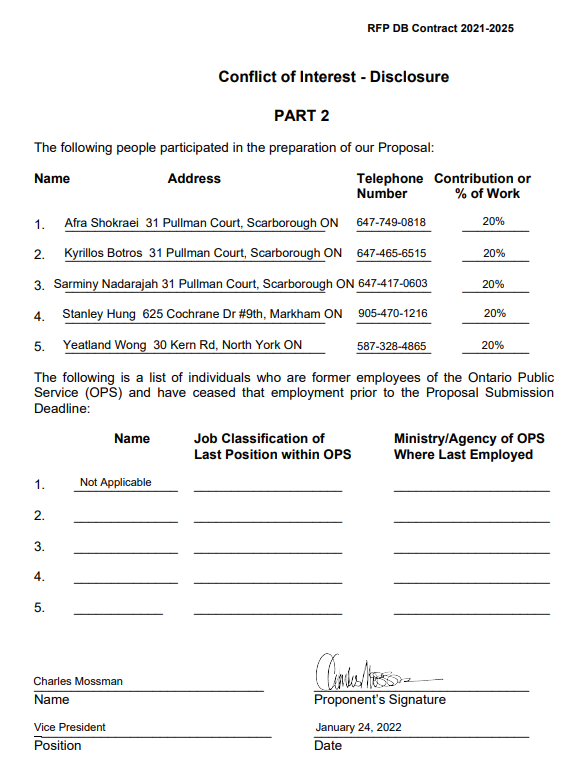 RFP DB Contract 2021-2025
Conflict of Interest - Disclosure
PART 2
The following people participated in the preparation of our Proposal:
Name Address Telephone Number Contribution or % of Work
1. Afra Shokraei 31 Pullman Court, Scarborough ON 647-749-0818 20%
2. Kyrillos Botros 31 Pullman Court, Scarborough ON 647-465-6515 20%
3. Sarminy Nadarajah 31 Pullman Court, Scarborough ON 647-417-0603 20%
4. Stanley Hung 625 Cochrane Dr #9th, Markham ON 905-470-1216 20%
5. Yeatland Wong 30 Kern Rd, North York ON 587-328-4865 20%
The following is a list of individuals who are former employees of the Ontario Public
Service (OPS) and have ceased that employment prior to the Proposal Submission
Deadline:
Name Job Classification of Last Position within OPS Ministry/Agency of OPS Where Last Employed
1. Not Applicable
2.
3.
4.
5.
Charles Mossman Charles Mossman
Name Proponent's Signature
Vice President January 24, 2022
Position Date